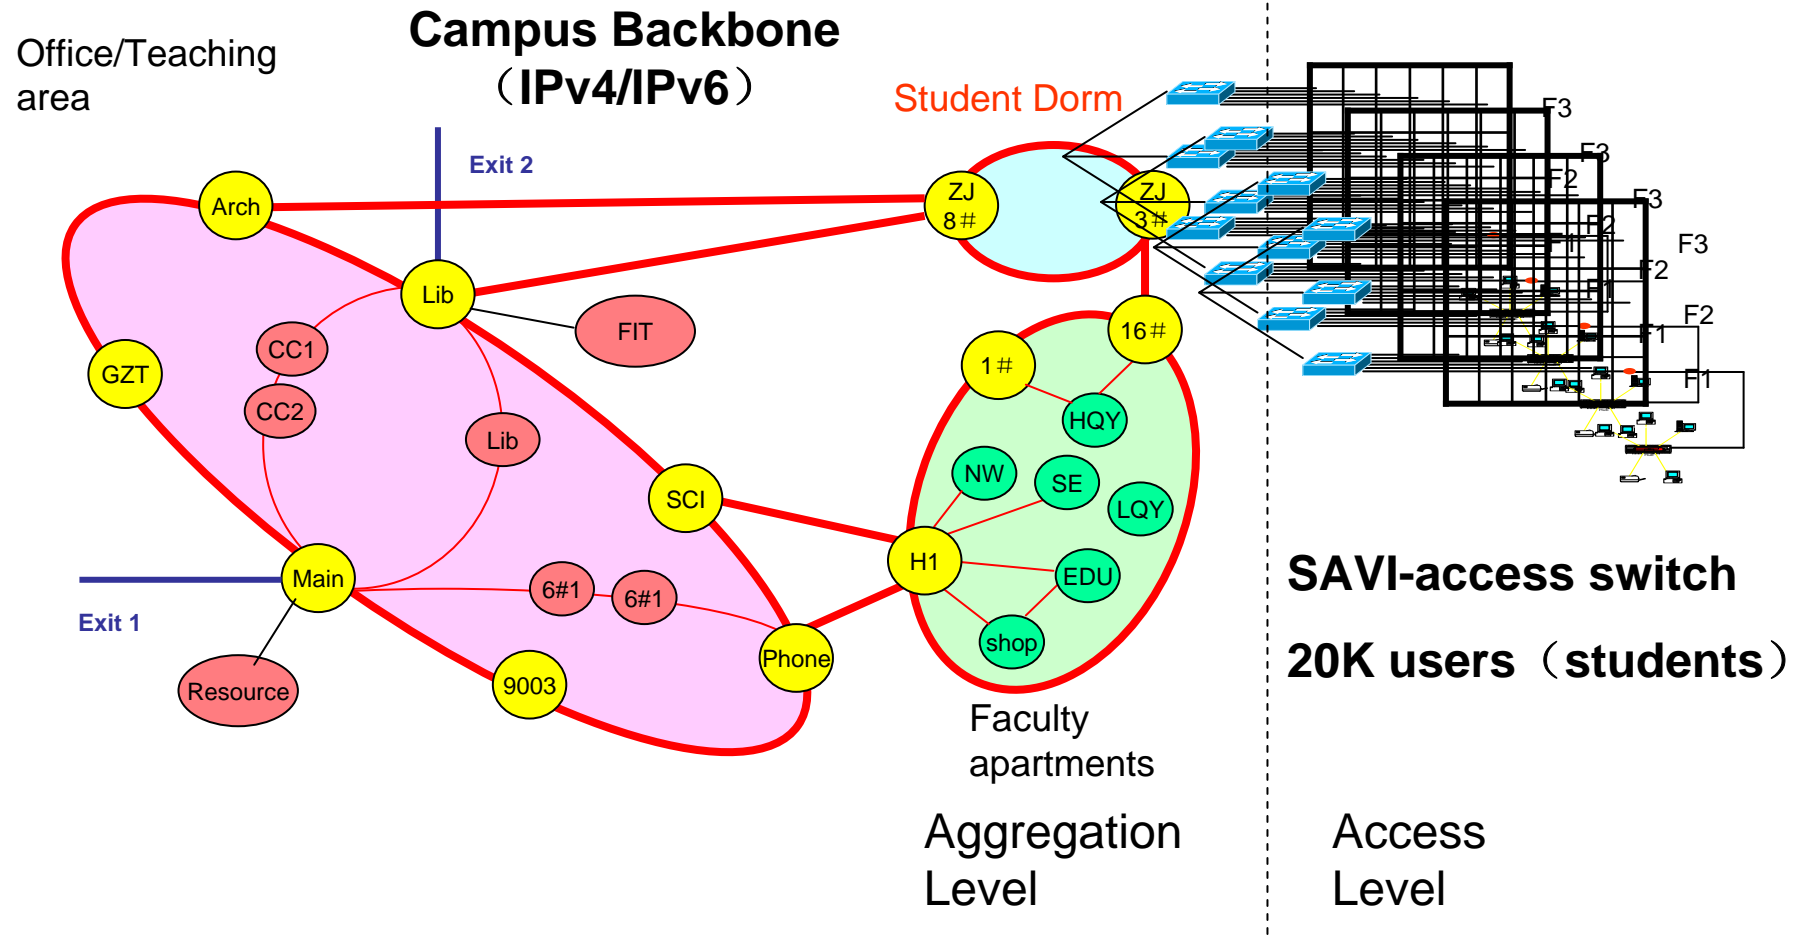 Campus Backbone
（IPv4/IPv6）
Office/Teaching
area
Student Dorm
Exit 2
Arch
ZJ
8＃
ZJ
3＃
Lib
FIT
CC1
GZT
CC2
Lib
16＃
1＃
HQY
NW
SE
LQY
SCI
H1
EDU
shop
Main
6#1
6#1
Exit 1
Phone
Resource
9003
Faculty
apartments
F3
F3
F2
F3
F2
F3
F2
F1
F2
F1
F1
SAVI-access switch
20K users（students）
Aggregation
Level
Access
Level